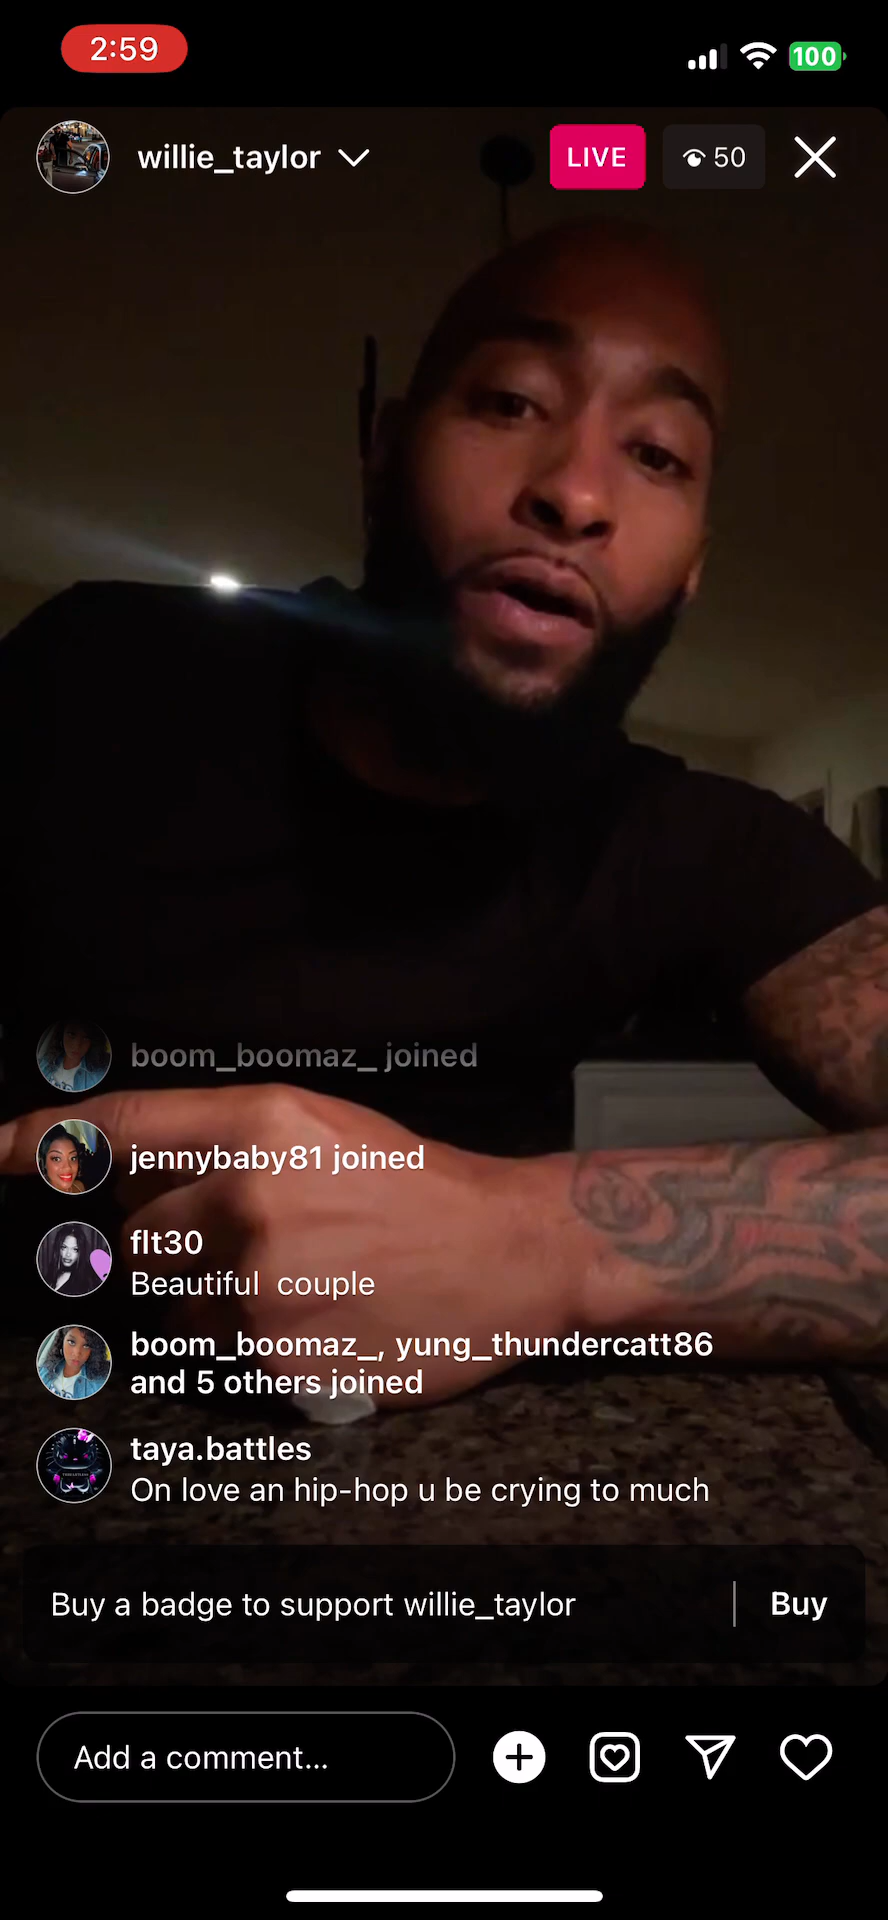 2:59
100
willie_taylor
LIVE
50
boom_boomaz_ joined
jennybaby81 joined
flt30
Beautiful  couple
boom_boomaz_, yung_thundercatt86
and 5 others joined
taya.battles
On love an hip-hop u be crying to much
Buy a badge to support willie_taylor
Buy
Add a comment...